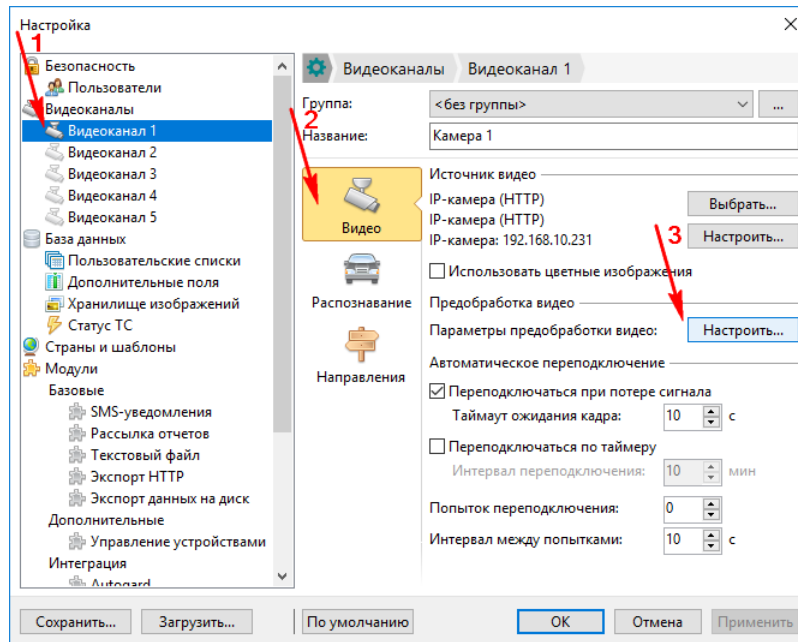 Настройка
1
Безопасность
Пользователи
Видеоканалы
Видеоканал 1
Видеоканал 2
Видеоканал 3
Видеоканал 4
Видеоканал 5
База данных
Пользовательские списки
Дополнительные поля
Хранилище изображений
Статус ТС
Страны и шаблоны
Модули
Базовые
SMS-уведомления
Рассылка отчетов
Текстовый файл
Экспорт HTTP
Экспорт данных на диск
Дополнительные
Управление устройствами
Интеграция
Autogard
Видеоканалы Видеоканал 1
Группа: <без группы> ...
2
Название: Камера 1
Видео
Распознавание
Направления
Источник видео
IP-камера (HTTP)
IP-камера (HTTP)
IP-камера: 192.168.10.231
Выбрать...
Настроить...
3
Использовать цветные изображения
Предобработка видео
Параметры предобработки видео: Настроить...
Автоматическое переподключение
Переподключаться при потере сигнала
Таймаут ожидания кадра: 10 с
Переподключаться по таймеру
Интервал переподключения: 10 мин
Попыток переподключения: 0
Интервал между попытками: 10 с
Сохранить... Загрузить... По умолчанию OK Отмена Применить